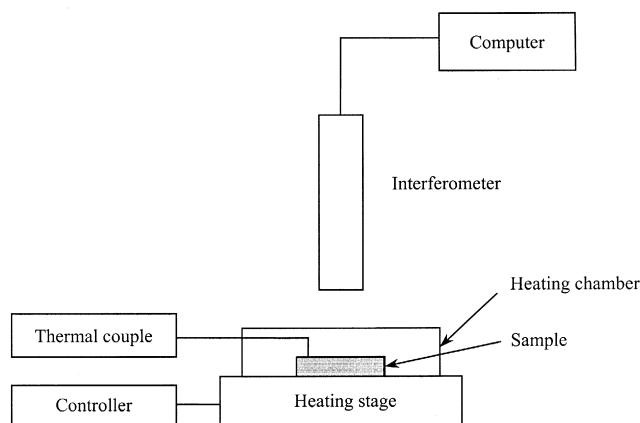 Computer
Interferometer
Heating chamber
Thermal couple
Sample
Controller
Heating stage